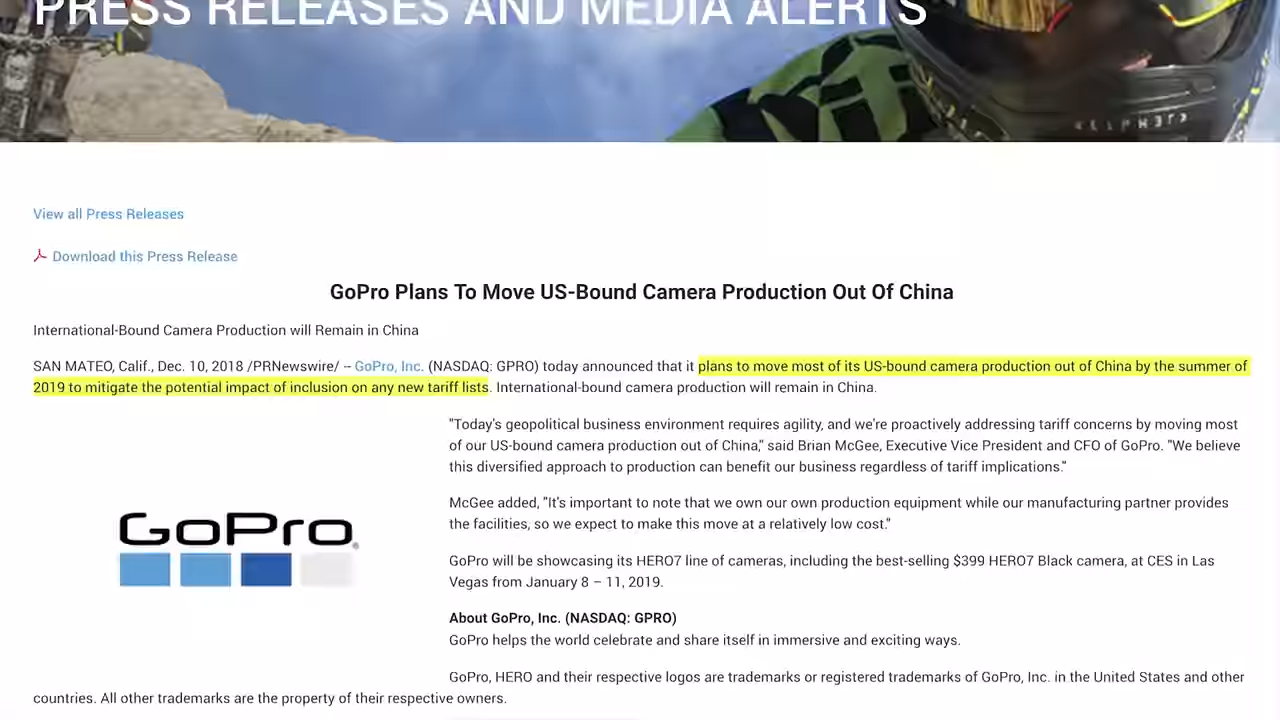 PRESS RELEASES AND MEDIA ALERTS
View all Press Releases
Download this Press Release
GoPro Plans To Move US-Bound Camera Production Out Of China
International-Bound Camera Production will Remain in China
SAN MATEO, Calif., Dec. 10, 2018 /PRNewswire/ -- GoPro, Inc. (NASDAQ: GPRO) today announced that it plans to move most of its US-bound camera production out of China by the summer of
2019 to mitigate the potential impact of inclusion on any new tariff lists. International-bound camera production will remain in China.
"Today's geopolitical business environment requires agility, and we're proactively addressing tariff concerns by moving most
of our US-bound camera production out of China," said Brian McGee, Executive Vice President and CFO of GoPro. "We believe
this diversified approach to production can benefit our business regardless of tariff implications."
McGee added, "It's important to note that we own our own production equipment while our manufacturing partner provides
the facilities, so we expect to make this move at a relatively low cost."
GoPro®
GoPro will be showcasing its HERO7 line of cameras, including the best-selling $399 HERO7 Black camera, at CES in Las
Vegas from January 8 – 11, 2019.
About GoPro, Inc. (NASDAQ: GPRO)
GoPro helps the world celebrate and share itself in immersive and exciting ways.
GoPro, HERO and their respective logos are trademarks or registered trademarks of GoPro, Inc. in the United States and other
countries. All other trademarks are the property of their respective owners.